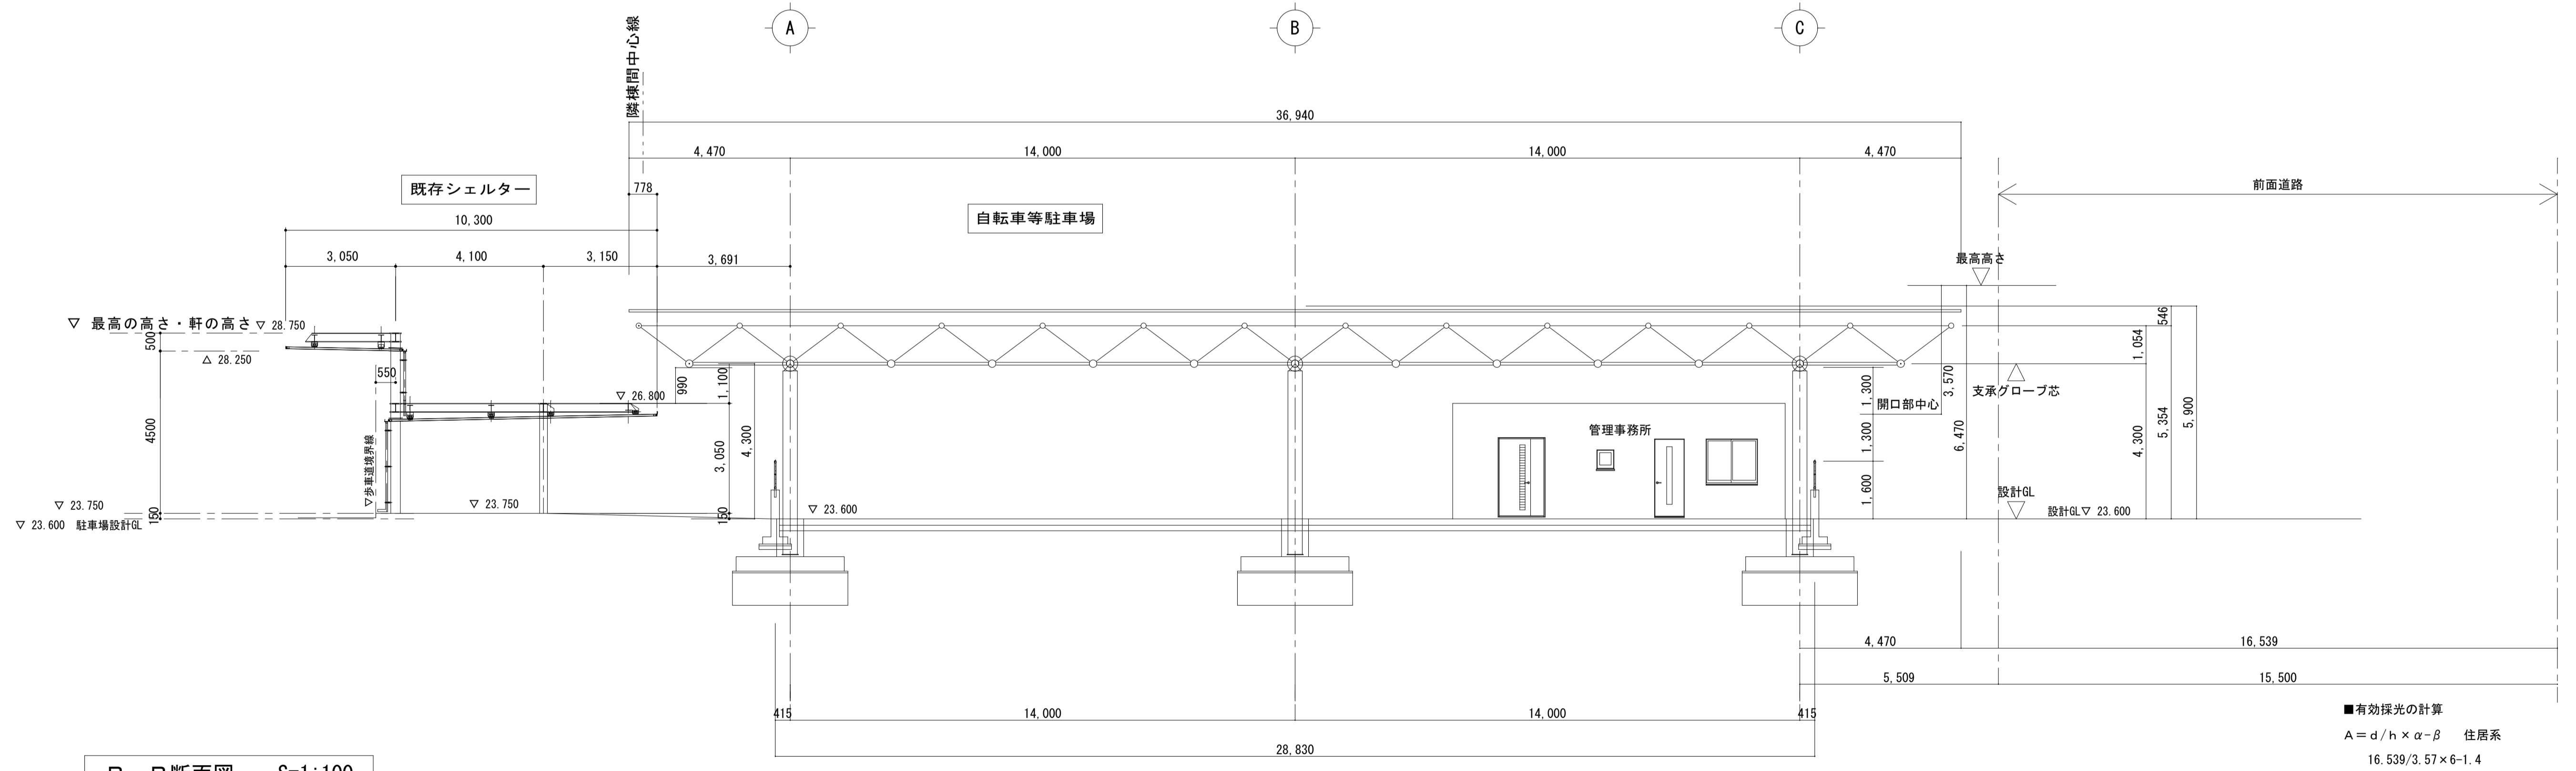 A
B
C
隣棟間中心線
36,940
4,470
14,000
14,000
4,470
778
既存シェルター
自転車等駐車場
前面道路
10,300
3,050
4,100
3,150
3,691
最高高さ
▽ 最高の高さ・軒の高さ ▽ 28.750
500
△ 28.250
550
▽ 26.800
990
1,100
546
1,054
1,300
3,570
支承グローブ芯
開口部中心
5,900
5,354
4500
3,050
4,300
管理事務所
1,300
6,470
4,300
▽歩車道境界線
1,600
設計GL
▽ 23.750
▽ 23.750
150
150
▽ 23.600
設計GL▽ 23.600
▽ 23.600 駐車場設計GL
4,470
16,539
5,509
15,500
415
14,000
14,000
415
28,830
■有効採光の計算
A=d/h×α-β 住居系
16.539/3.57×6-1.4